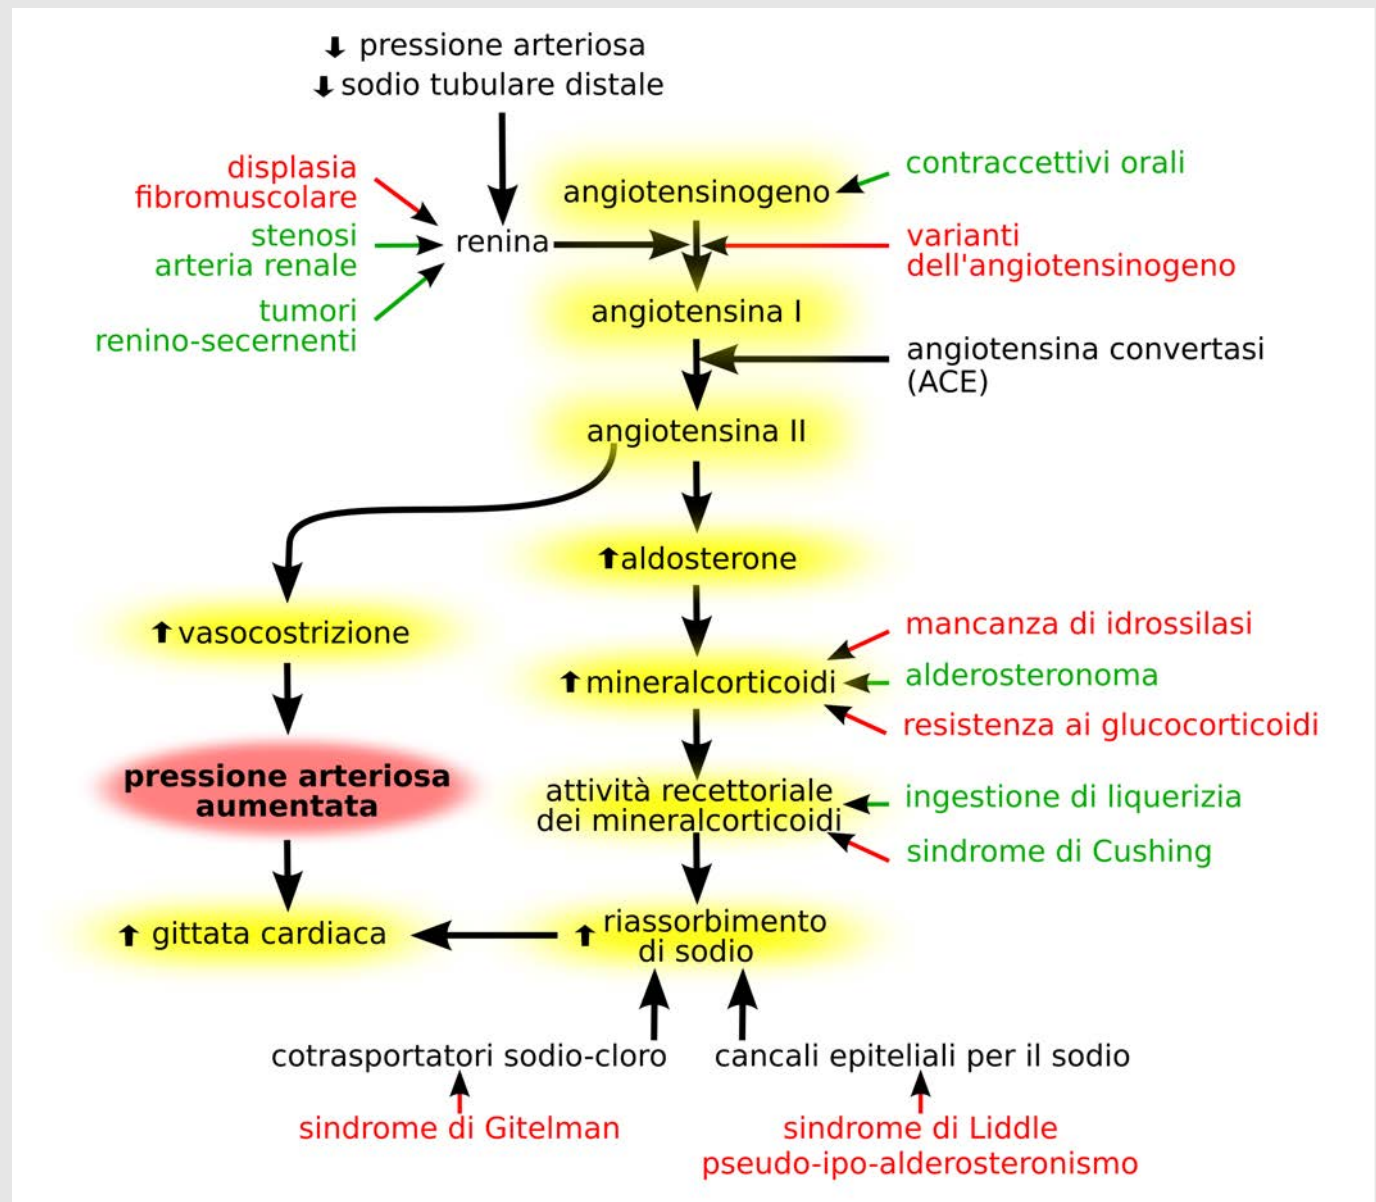 ⬇ pressione arteriosa
⬇ sodio tubulare distale
displasia
fibromuscolare
stenosi
arteria renale
tumori
renino-secernenti
renina
angiotensinogeno
contraccettivi orali
varianti
dell'angiotensinogeno
angiotensina I
angiotensina convertasi
(ACE)
angiotensina II
⬆aldosterone
⬆ vasocostrizione
⬆ mineralcorticoidi
mancanza di idrossilasi
alderosteronoma
resistenza ai glucocorticoidi
pressione arteriosa
aumentata
attività recettoriale
dei mineralcorticoidi
ingestione di liquerizia
sindrome di Cushing
⬆ gittata cardiaca
⬆ riassorbimento
di sodio
cotrasportatori sodio-cloro
cancali epiteliali per il sodio
sindrome di Gitelman
sindrome di Liddle
pseudo-ipo-alderosteronismo